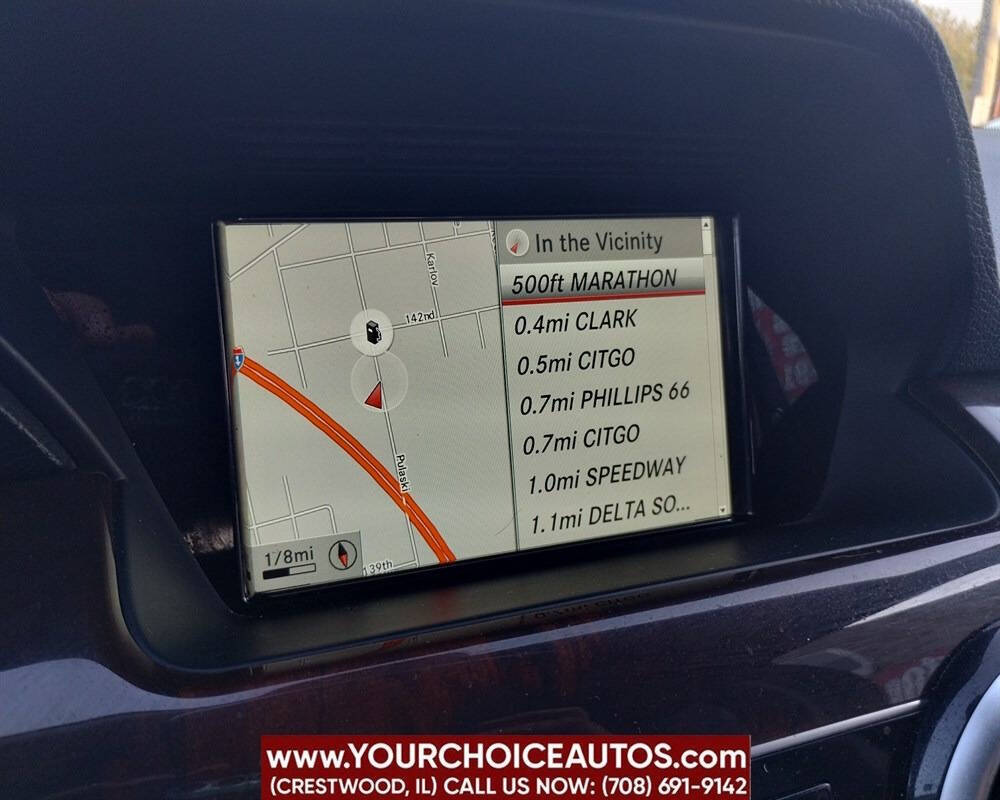 In the Vicinity
500ft MARATHON
0.4mi CLARK
0.5mi CITGO
0.7mi PHILLIPS 66
0.7mi CITGO
1.0mi SPEEDWAY
1.1mi DELTA SO...
Karlov
142nd
Pulaski
1/8mi
139th
www.YOURCHOICEAUTOS.com
(CRESTWOOD, IL) CALL US NOW: (708) 691-9142